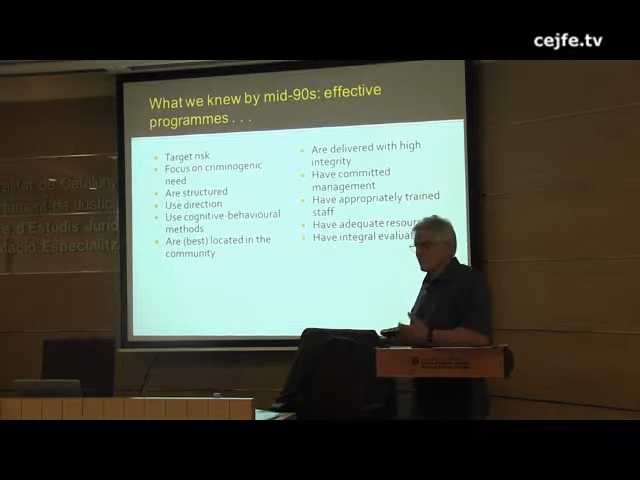 cejfe.tv
What we knew by mid-90s: effective
programmes . . .
Target risk
Focus on criminogenic
need
Are structured
Use direction
Use cognitive-behavioural
methods
Are (best) located in the
community
Are delivered with high
integrity
Have committed
management
Have appropriately trained
staff
Have adequate
Have integral